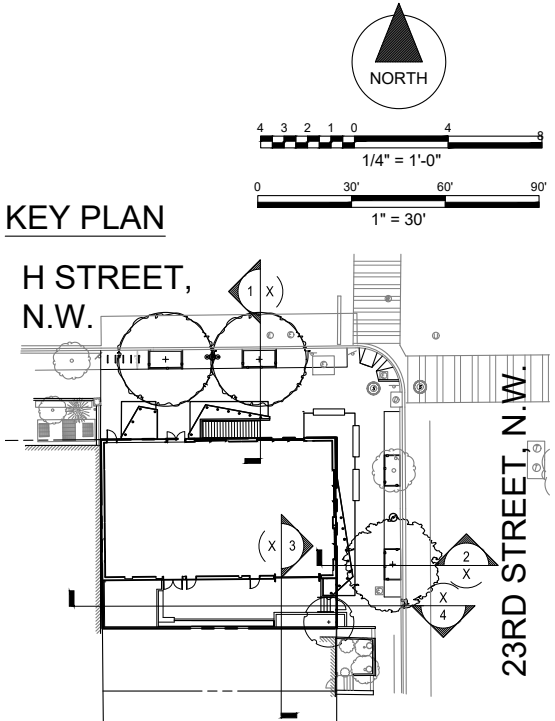 NORTH
4 3 2 1 0 4 8
1/4" = 1'-0"
0 30' 60' 90'
1" = 30'
KEY PLAN
H STREET,
N.W.
1 X
X 3
2
X
X
4
23RD STREET, N.W.